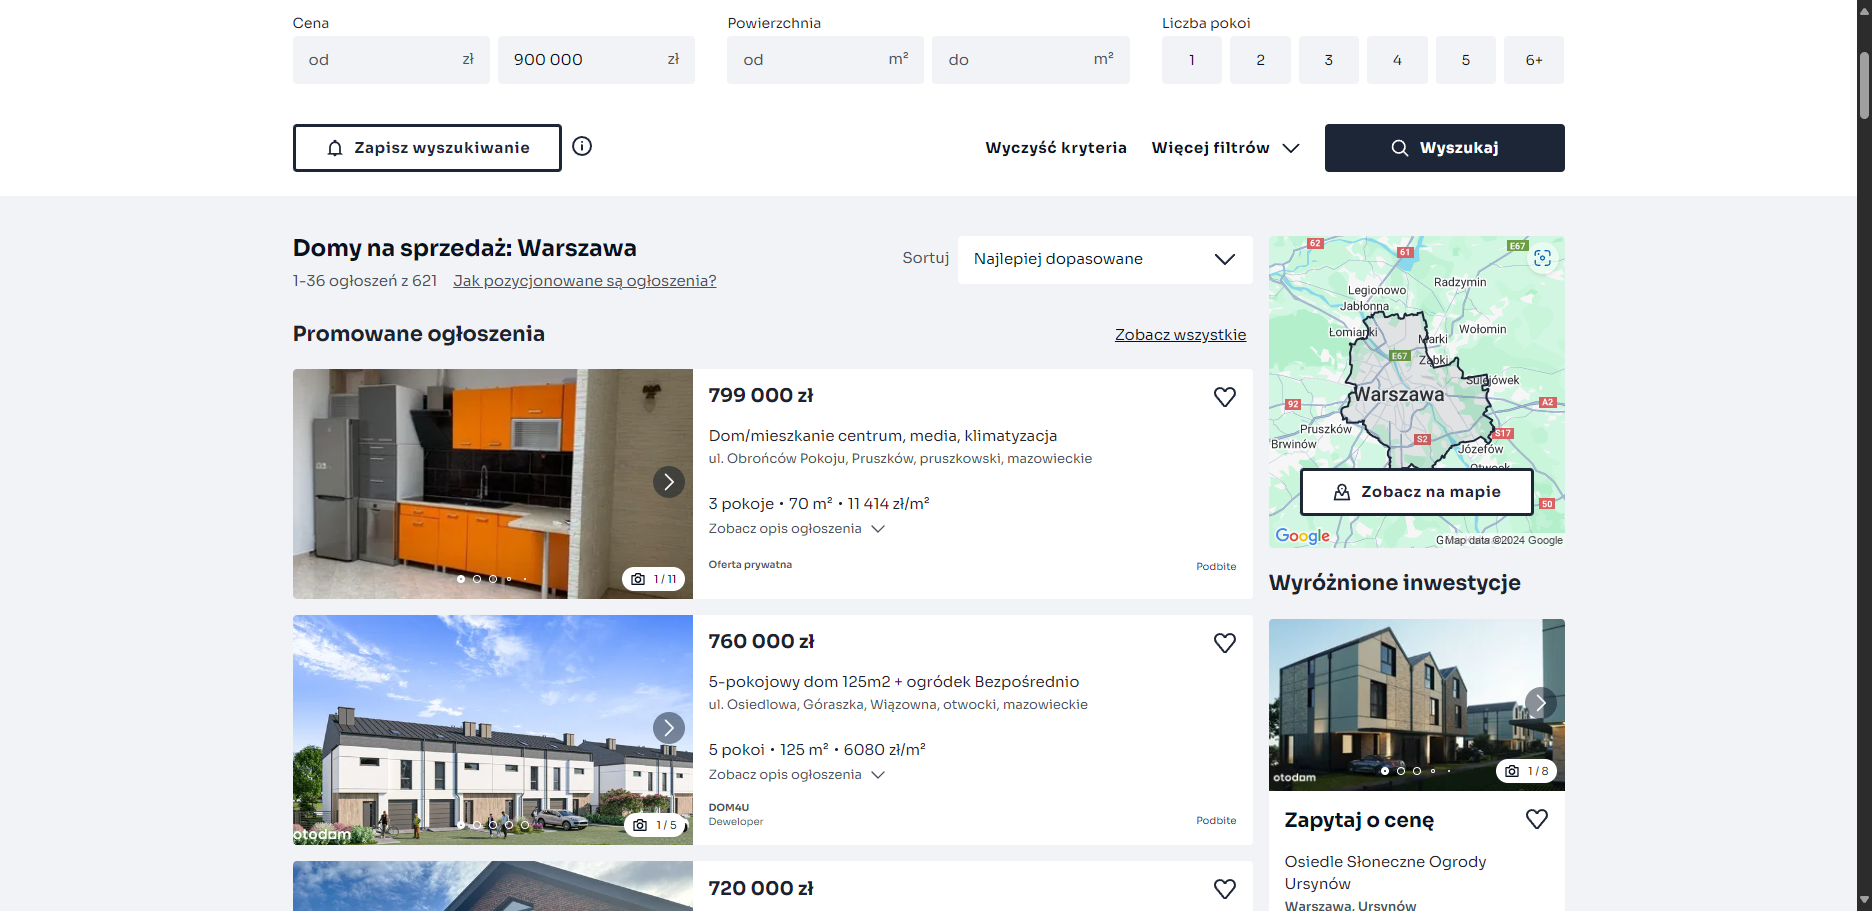 Cena
Powierzchnia
Liczba pokoi
od zł
900 000 zł
od m²
do m²
1 2 3 4 5 6+
Zapisz wyszukiwanie
Wyczyść kryteria
Więcej filtrów
Wyszukaj
Domy na sprzedaż: Warszawa
1-36 ogłoszeń z 621 Jak pozycjonowane są ogłoszenia?
Sortuj
Najlepiej dopasowane
Promowane ogłoszenia
Zobacz wszystkie
1 / 11
799 000 zł
Dom/mieszkanie centrum, media, klimatyzacja
ul. Obrońców Pokoju, Pruszków, pruszkowski, mazowieckie
3 pokoje • 70 m² • 11 414 zł/m²
Zobacz opis ogłoszenia
Oferta prywatna
Podbite
otodom
1 / 5
760 000 zł
5-pokojowy dom 125m2 + ogródek Bezpośrednio
ul. Osiedlowa, Góraszka, Wiązowna, otwocki, mazowieckie
5 pokoi • 125 m² • 6080 zł/m²
Zobacz opis ogłoszenia
DOM4U
Deweloper
Podbite
720 000 zł
62
61
E67
Radzymin
Legionowo
Jabłonna
Łomianki
Wołomin
Marki
E67
Ząbki
Sulejówek
Warszawa
92
A2
Pruszków
S2
S17
Brwinów
Józefów
Otwock
Zobacz na mapie
50
Google
Map data ©2024 Google
Wyróżnione inwestycje
otodom
1 / 8
Zapytaj o cenę
Osiedle Słoneczne Ogrody
Ursynów
Warszawa, Ursynów